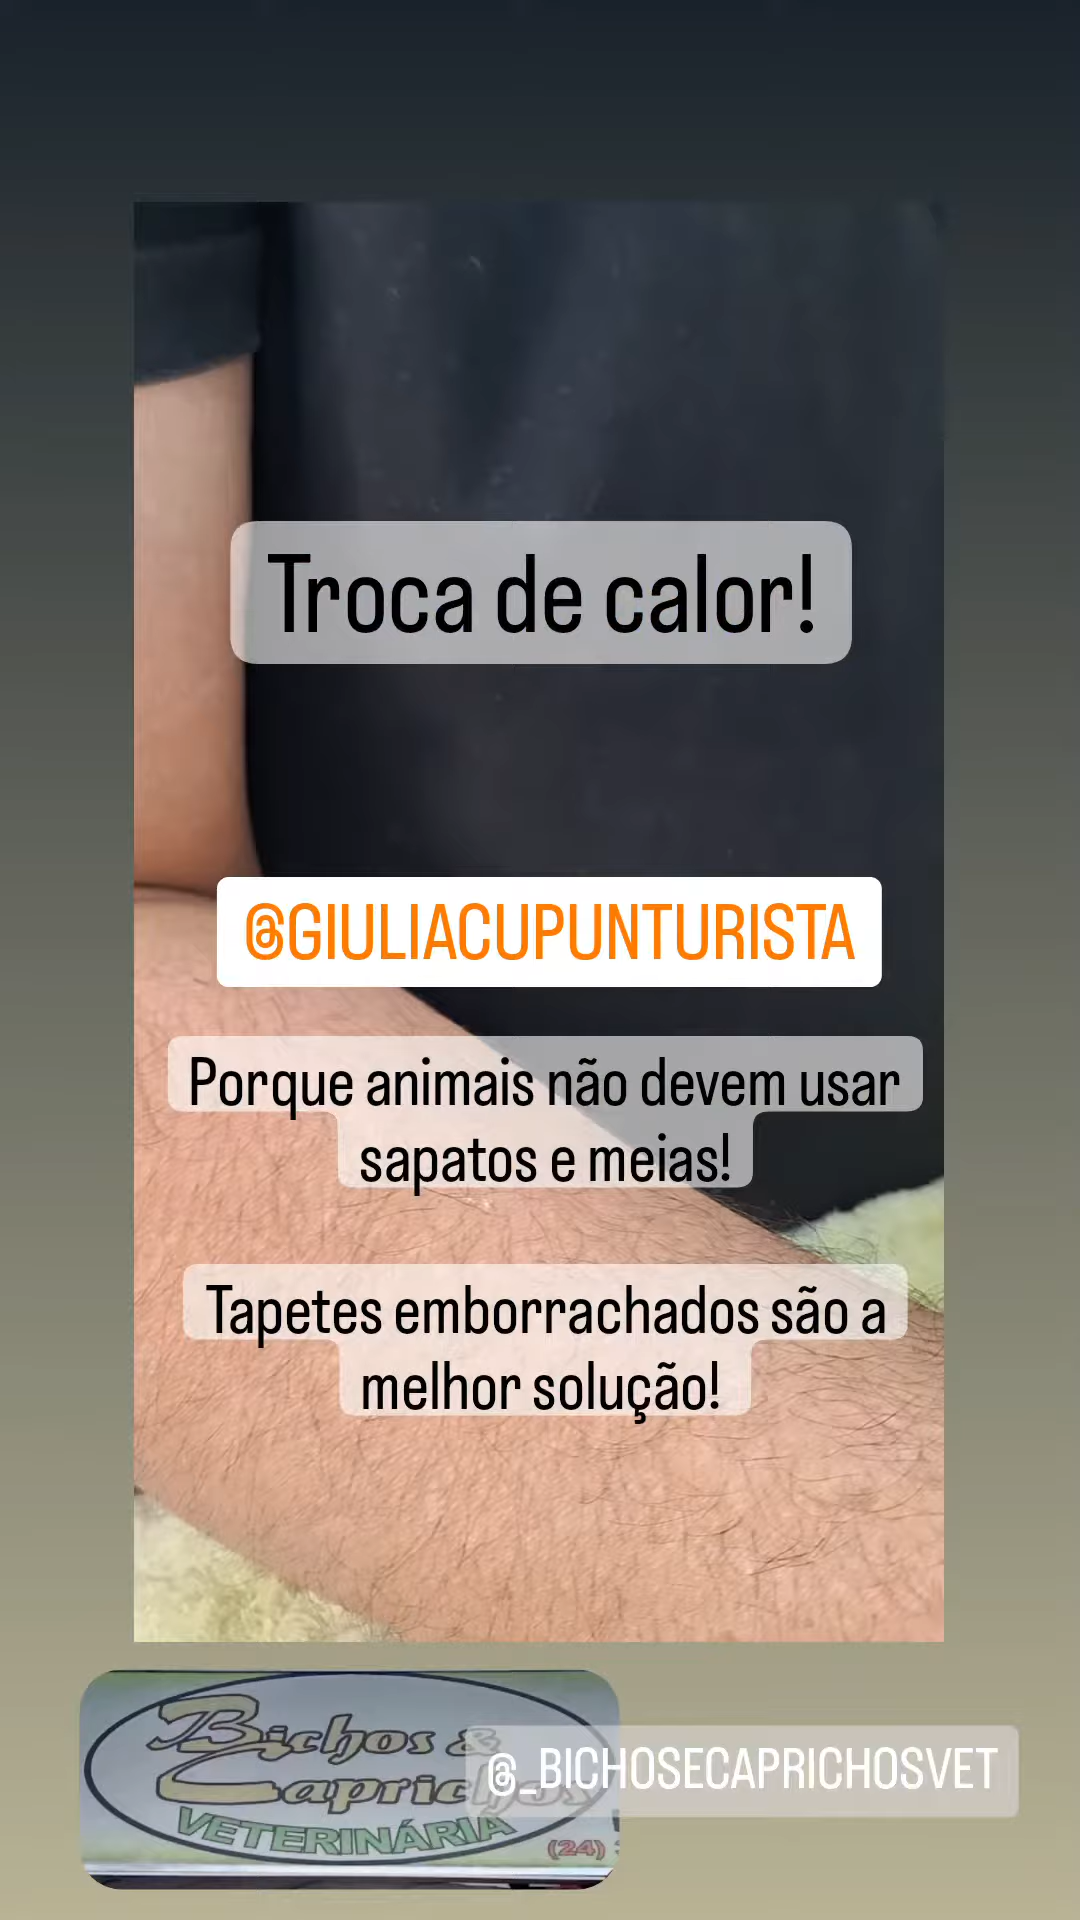 Troca de calor!
@GIULIACUPUNTURISTA
Porque animais não devem usar
sapatos e meias!
Tapetes emborrachados são a
melhor solução!
Bichos &
Caprichos
VETERINÁRIA
(24)
@_BICHOSECAPRICHOSVET